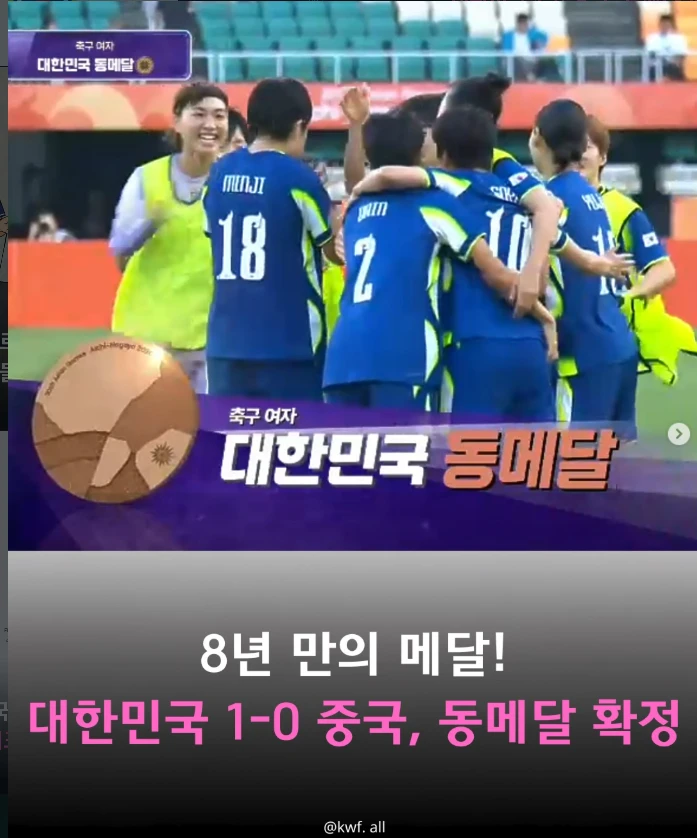 축구 여자
대한민국 동메달
MINJI
18
2
10
축구 여자
대한민국 동메달
8년 만의 메달!
대한민국 1-0 중국, 동메달 확정
@kwf. all